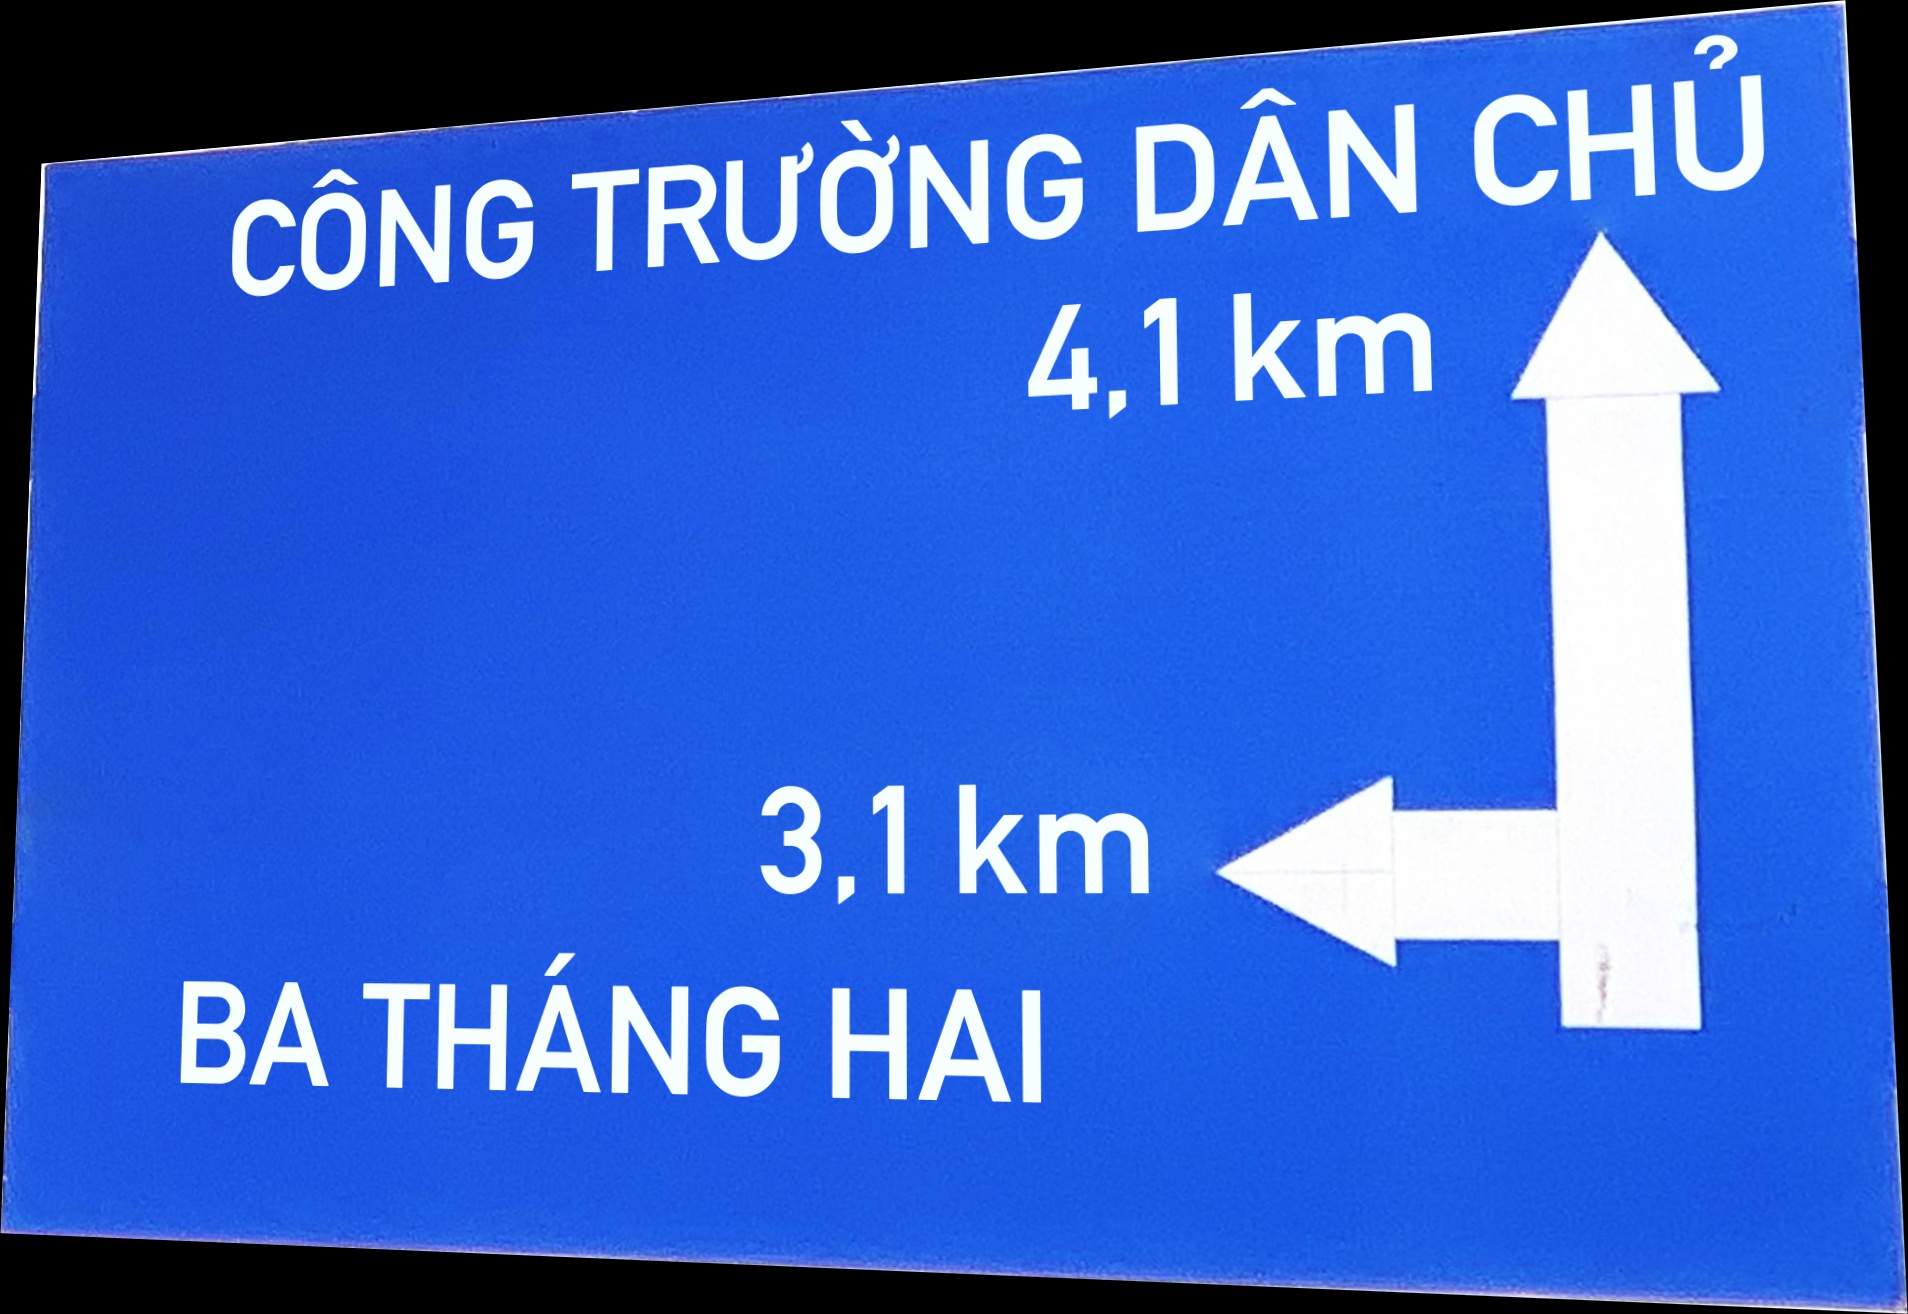 CÔNG TRƯỜNG DÂN CHỦ
4,1 km
3,1 km
BA THÁNG HAI